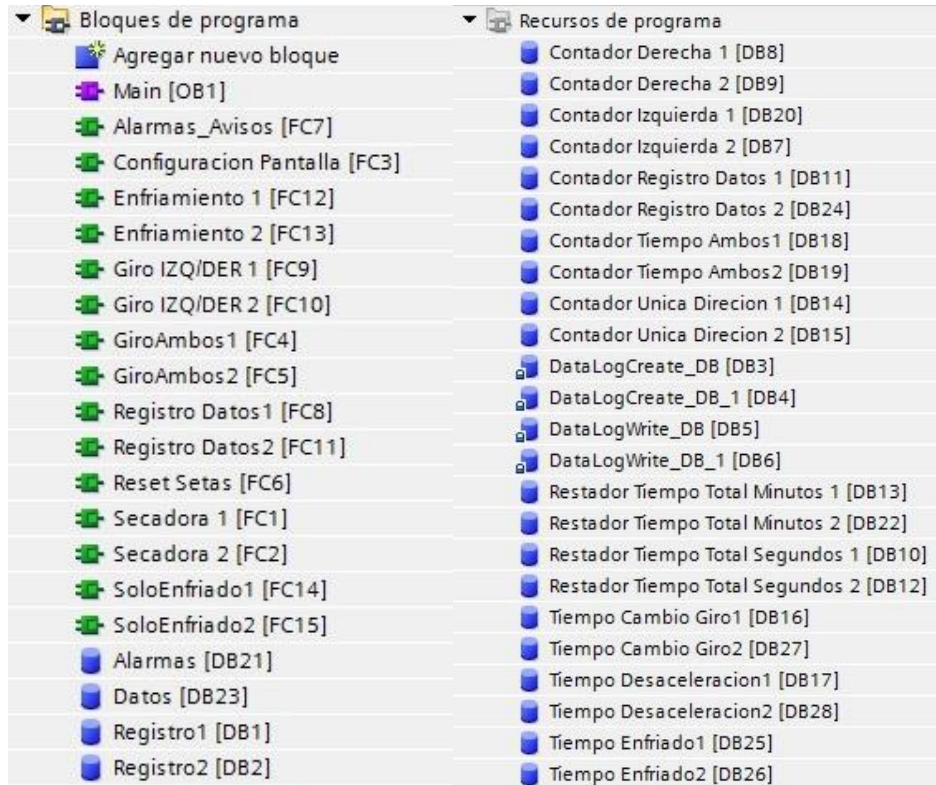 Bloques de programa
Agregar nuevo bloque
Main [OB1]
Alarmas_Avisos [FC7]
Configuracion Pantalla [FC3]
Enfriamiento 1 [FC12]
Enfriamiento 2 [FC13]
Giro IZQ/DER 1 [FC9]
Giro IZQ/DER 2 [FC10]
GiroAmbos1 [FC4]
GiroAmbos2 [FC5]
Registro Datos1 [FC8]
Registro Datos2 [FC11]
Reset Setas [FC6]
Secadora 1 [FC1]
Secadora 2 [FC2]
SoloEnfriado1 [FC14]
SoloEnfriado2 [FC15]
Alarmas [DB21]
Datos [DB23]
Registro1 [DB1]
Registro2 [DB2]
Recursos de programa
Contador Derecha 1 [DB8]
Contador Derecha 2 [DB9]
Contador Izquierda 1 [DB20]
Contador Izquierda 2 [DB7]
Contador Registro Datos 1 [DB11]
Contador Registro Datos 2 [DB24]
Contador Tiempo Ambos1 [DB18]
Contador Tiempo Ambos2 [DB19]
Contador Unica Direcion 1 [DB14]
Contador Unica Direcion 2 [DB15]
DataLogCreate_DB [DB3]
DataLogCreate_DB_1 [DB4]
DataLogWrite_DB [DB5]
DataLogWrite_DB_1 [DB6]
Restador Tiempo Total Minutos 1 [DB13]
Restador Tiempo Total Minutos 2 [DB22]
Restador Tiempo Total Segundos 1 [DB10]
Restador Tiempo Total Segundos 2 [DB12]
Tiempo Cambio Giro1 [DB16]
Tiempo Cambio Giro2 [DB27]
Tiempo Desaceleracion1 [DB17]
Tiempo Desaceleracion2 [DB28]
Tiempo Enfriado1 [DB25]
Tiempo Enfriado2 [DB26]